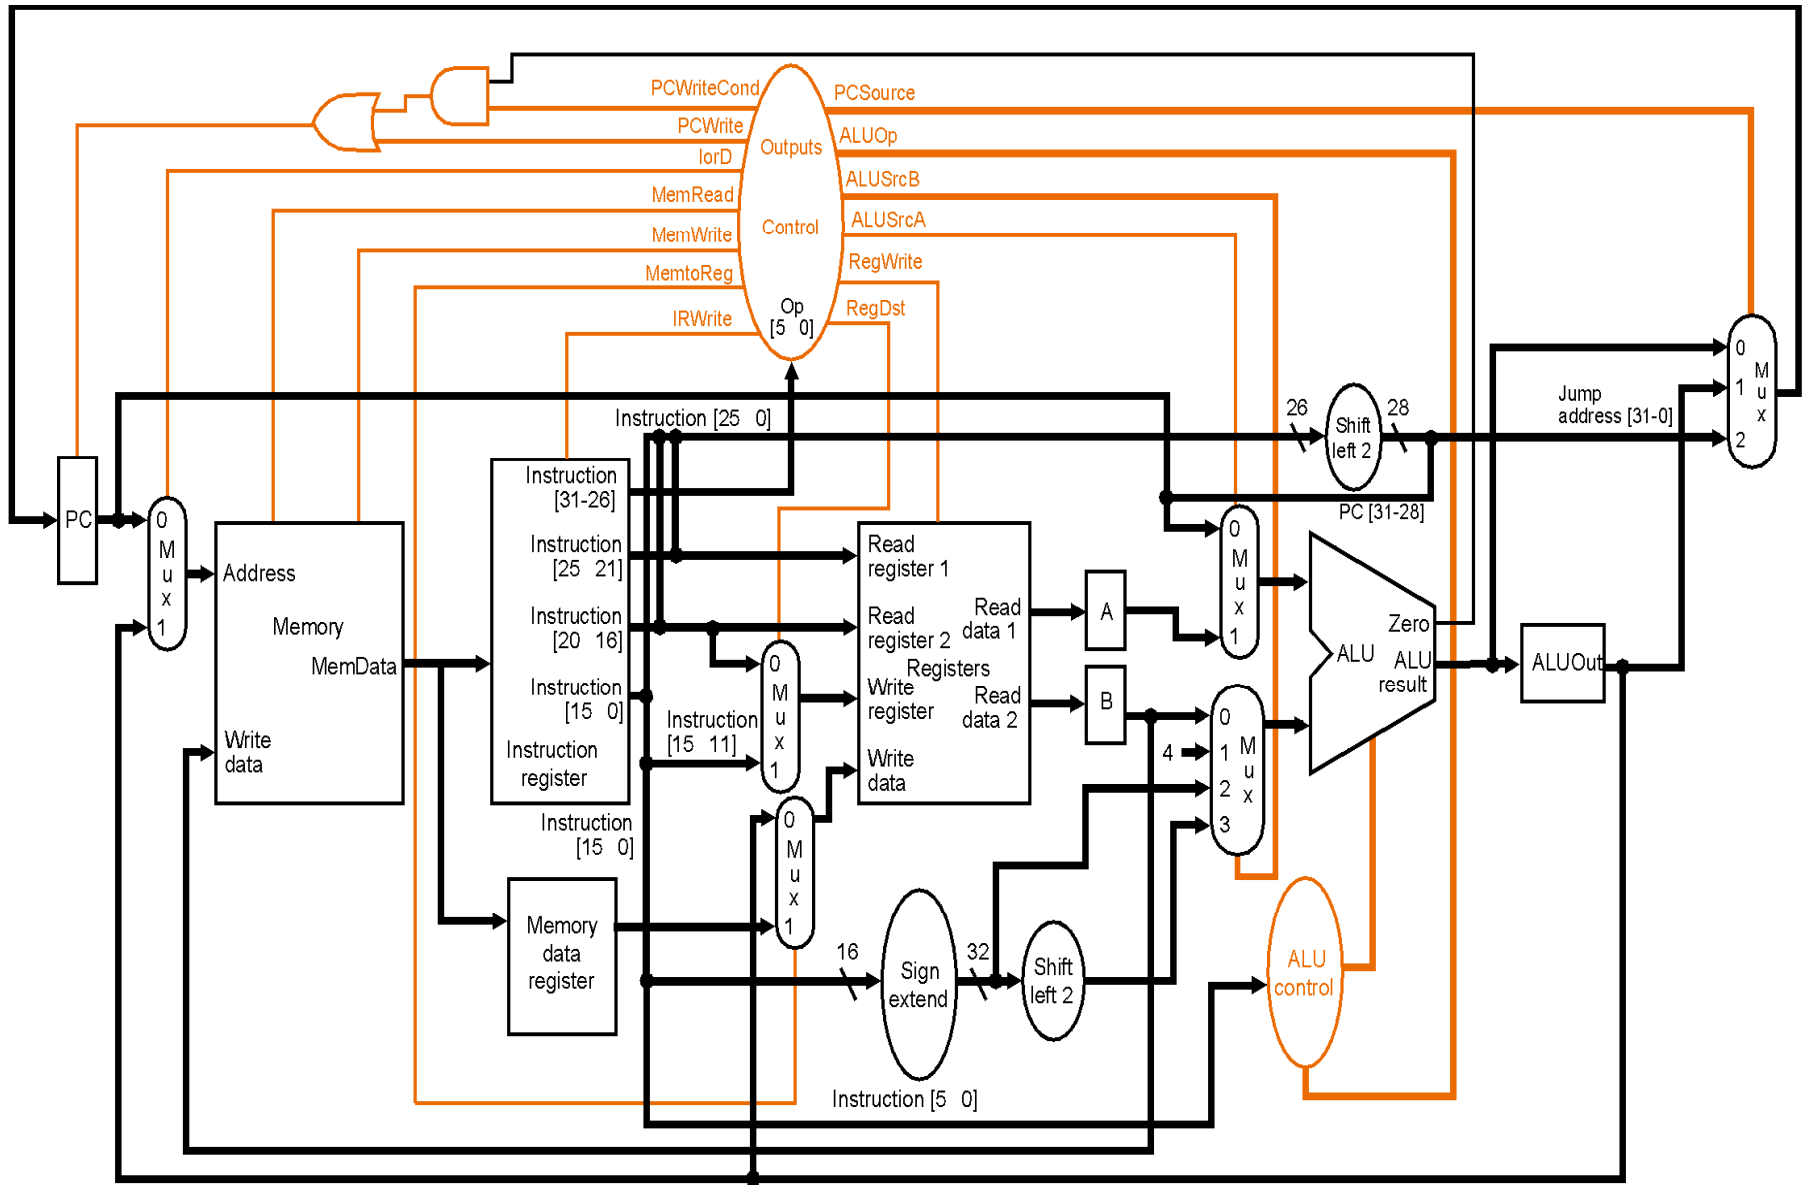 PCWriteCond
PCSource
PCWrite
ALUOp
Outputs
IorD
ALUSrcB
MemRead
ALUSrcA
MemWrite
Control
RegWrite
MemtoReg
Op
[5 0]
RegDst
IRWrite
0
1
2
M
u
x
Jump
address [31-0]
26
28
Shift
left 2
Instruction [25 0]
PC [31-28]
PC
0
M
u
x
1
Address
Memory
MemData
Write
data
Instruction
[31-26]
Instruction
[25 21]
Instruction
[20 16]
Instruction
[15 0]
Instruction
register
Instruction
[15 11]
0
M
u
x
1
Read
register 1
Read
register 2
Registers
Write
register
Write
data
Read
data 1
Read
data 2
A
B
0
M
u
x
1
4
0
1
2
3
M
u
x
Zero
ALU
ALU
result
ALUOut
Instruction
[15 0]
Memory
data
register
0
M
u
x
1
16
Sign
extend
32
Shift
left 2
ALU
control
Instruction [5 0]